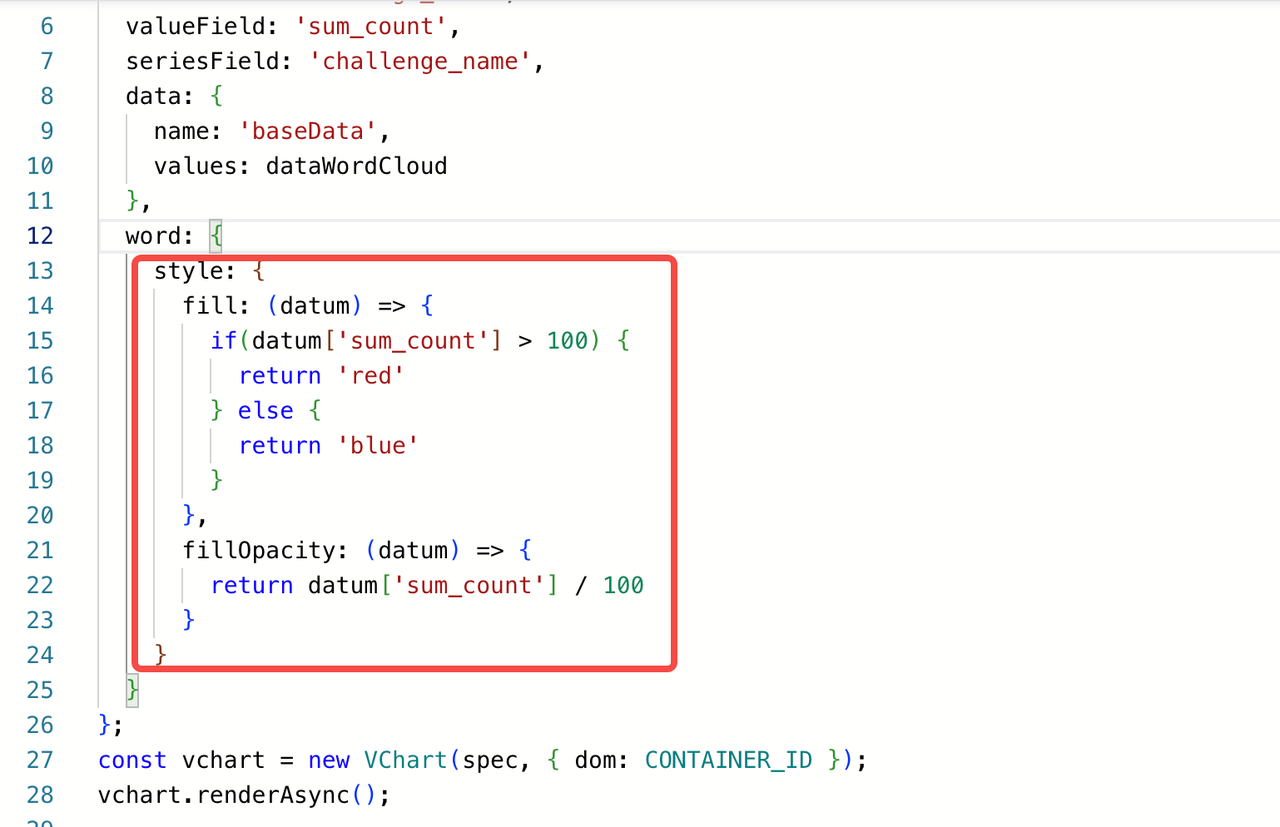 6 valueField: 'sum_count',
7 seriesField: 'challenge_name',
8 data: {
9 name: 'baseData',
10 values: dataWordCloud
11 },
12 word: {
13 style: {
14 fill: (datum) => {
15 if(datum['sum_count'] > 100) {
16 return 'red'
17 } else {
18 return 'blue'
19 }
20 },
21 fillOpacity: (datum) => {
22 return datum['sum_count'] / 100
23 }
24 }
25 }
26 };
27 const vchart = new VChart(spec, { dom: CONTAINER_ID });
28 vchart.renderAsync();